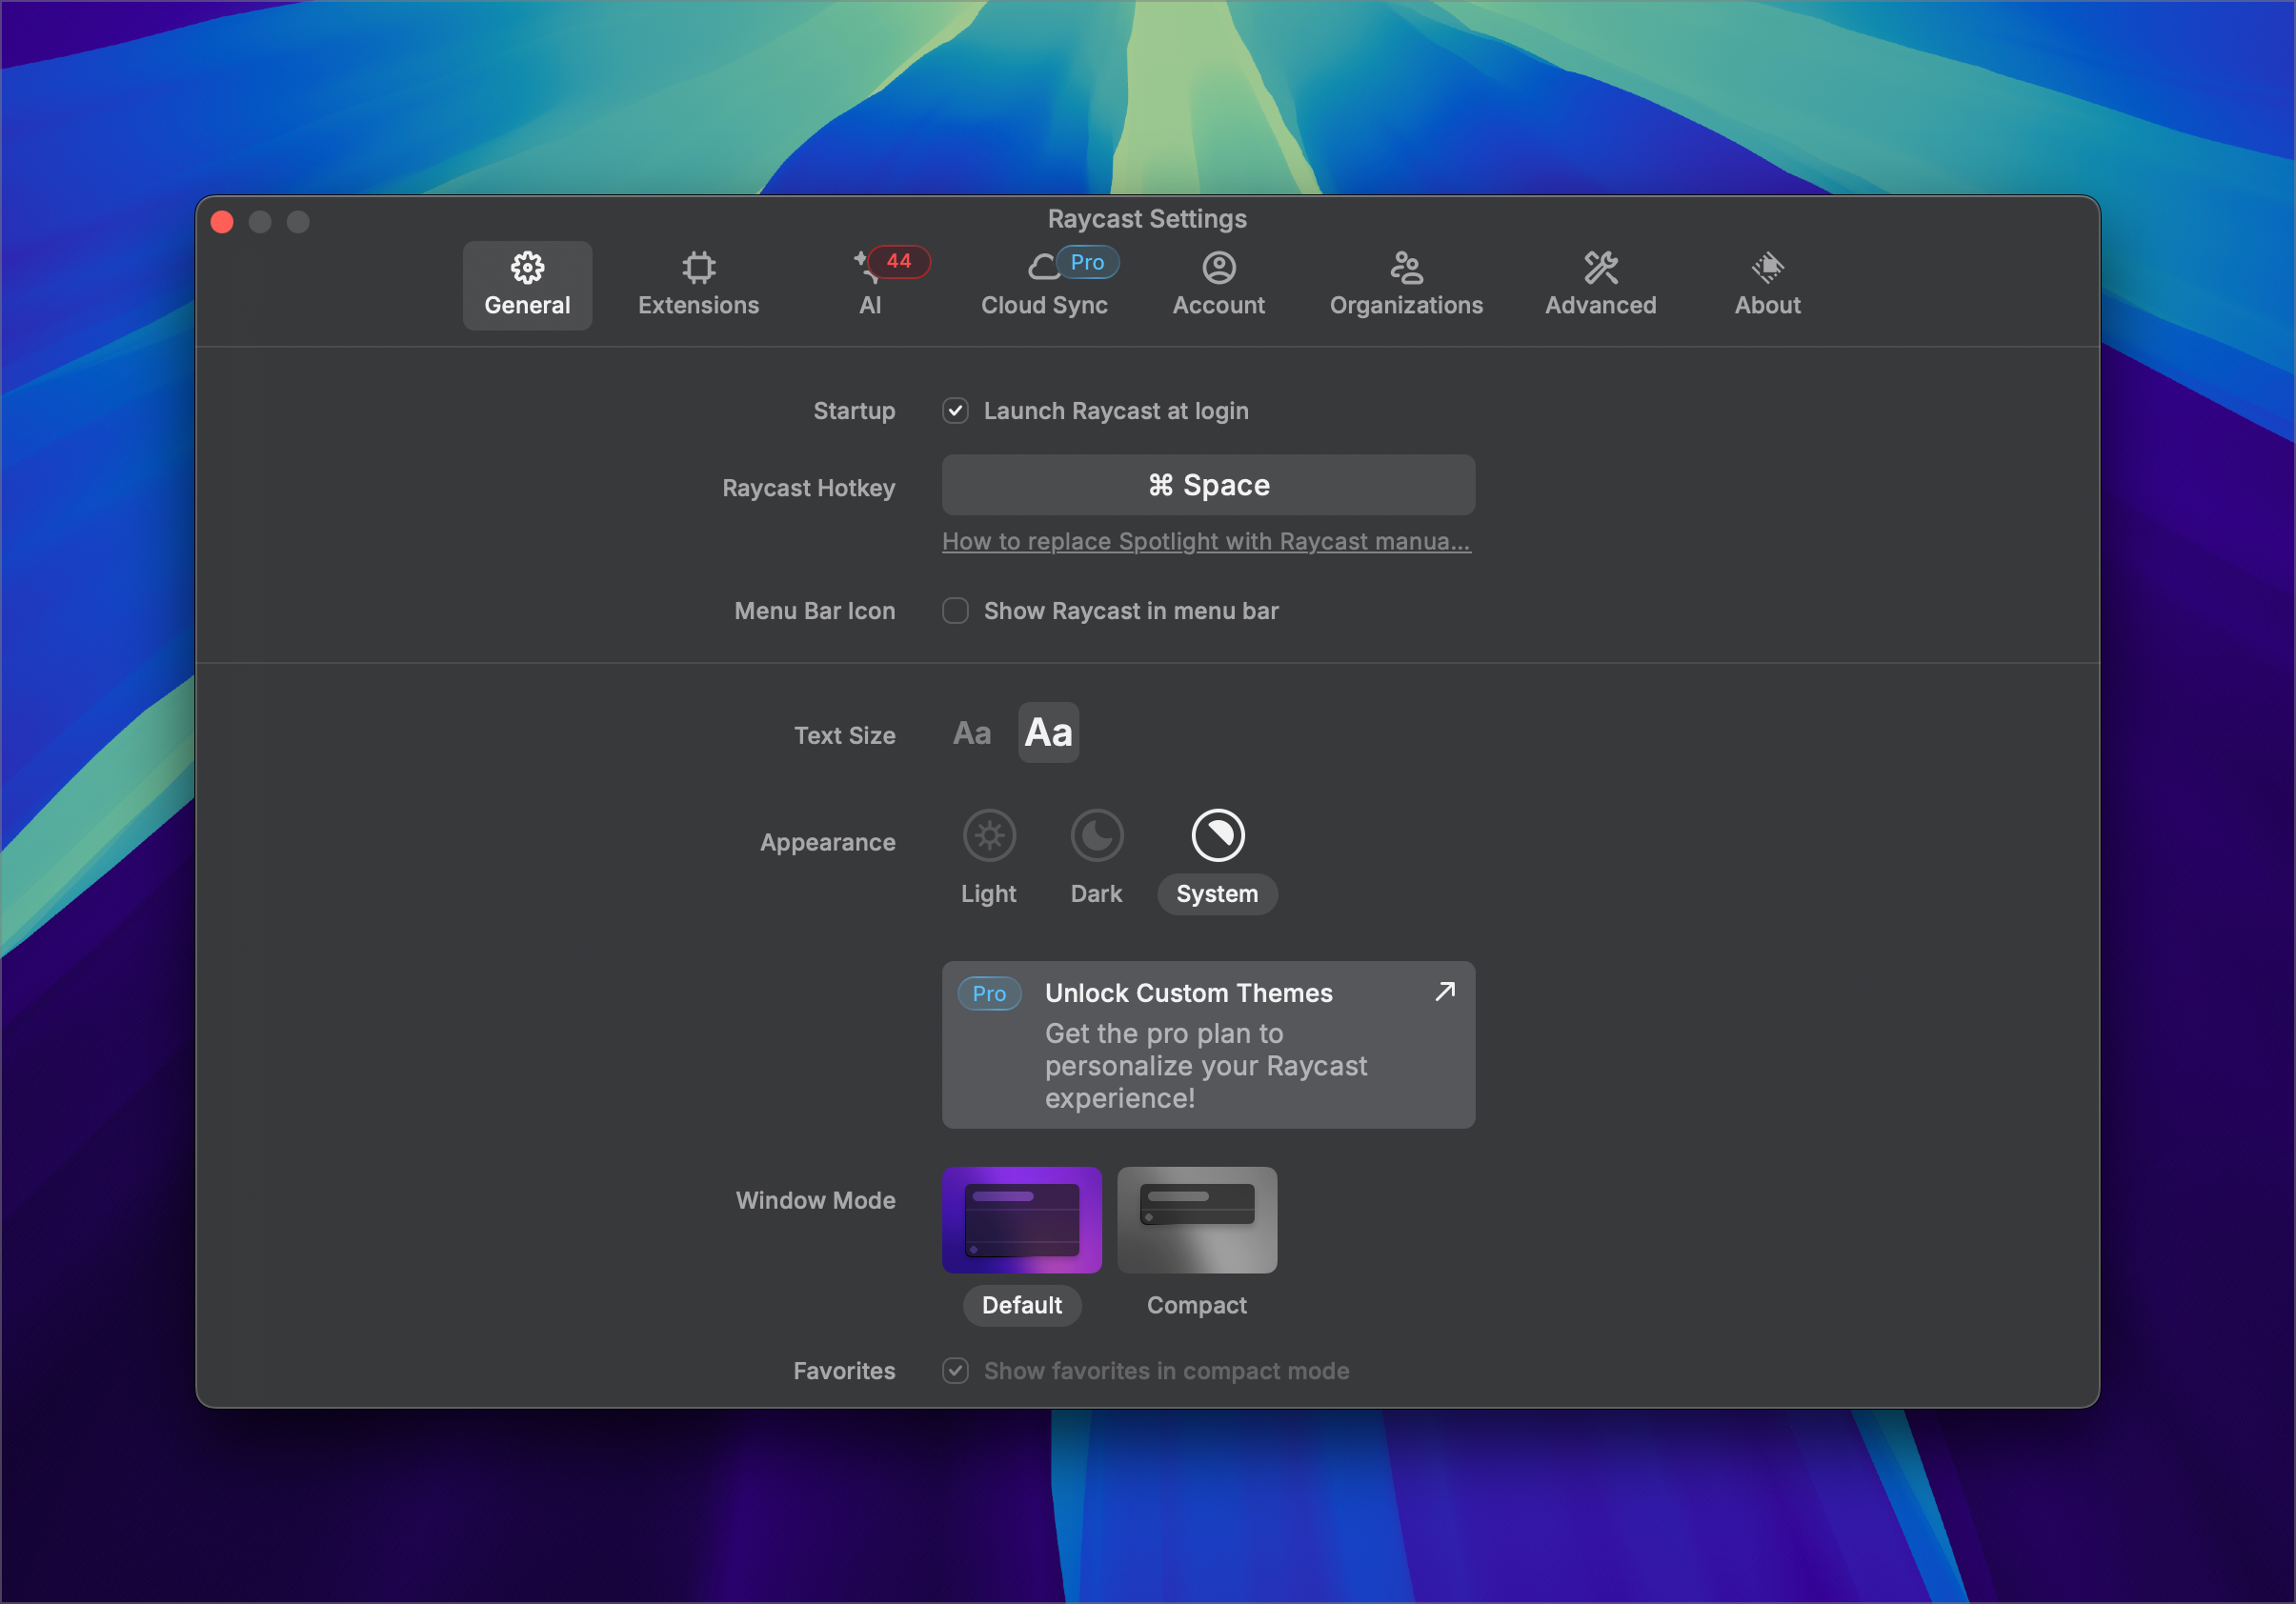 Raycast Settings
General
Extensions
44
AI
Pro
Cloud Sync
Account
Organizations
Advanced
About
Startup
Launch Raycast at login
Raycast Hotkey
⌘ Space
How to replace Spotlight with Raycast manua...
Menu Bar Icon
Show Raycast in menu bar
Text Size
Aa
Aa
Appearance
Light
Dark
System
Pro
Unlock Custom Themes
Get the pro plan to
personalize your Raycast
experience!
Window Mode
Default
Compact
Favorites
Show favorites in compact mode